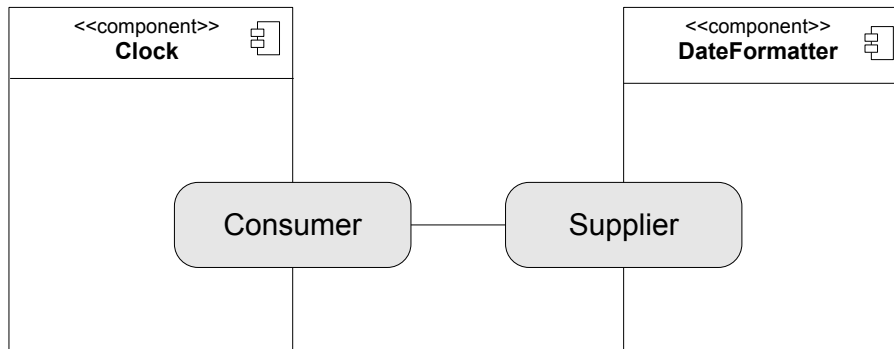 <<component>>
Clock
<<component>>
DateFormatter
Consumer
Supplier